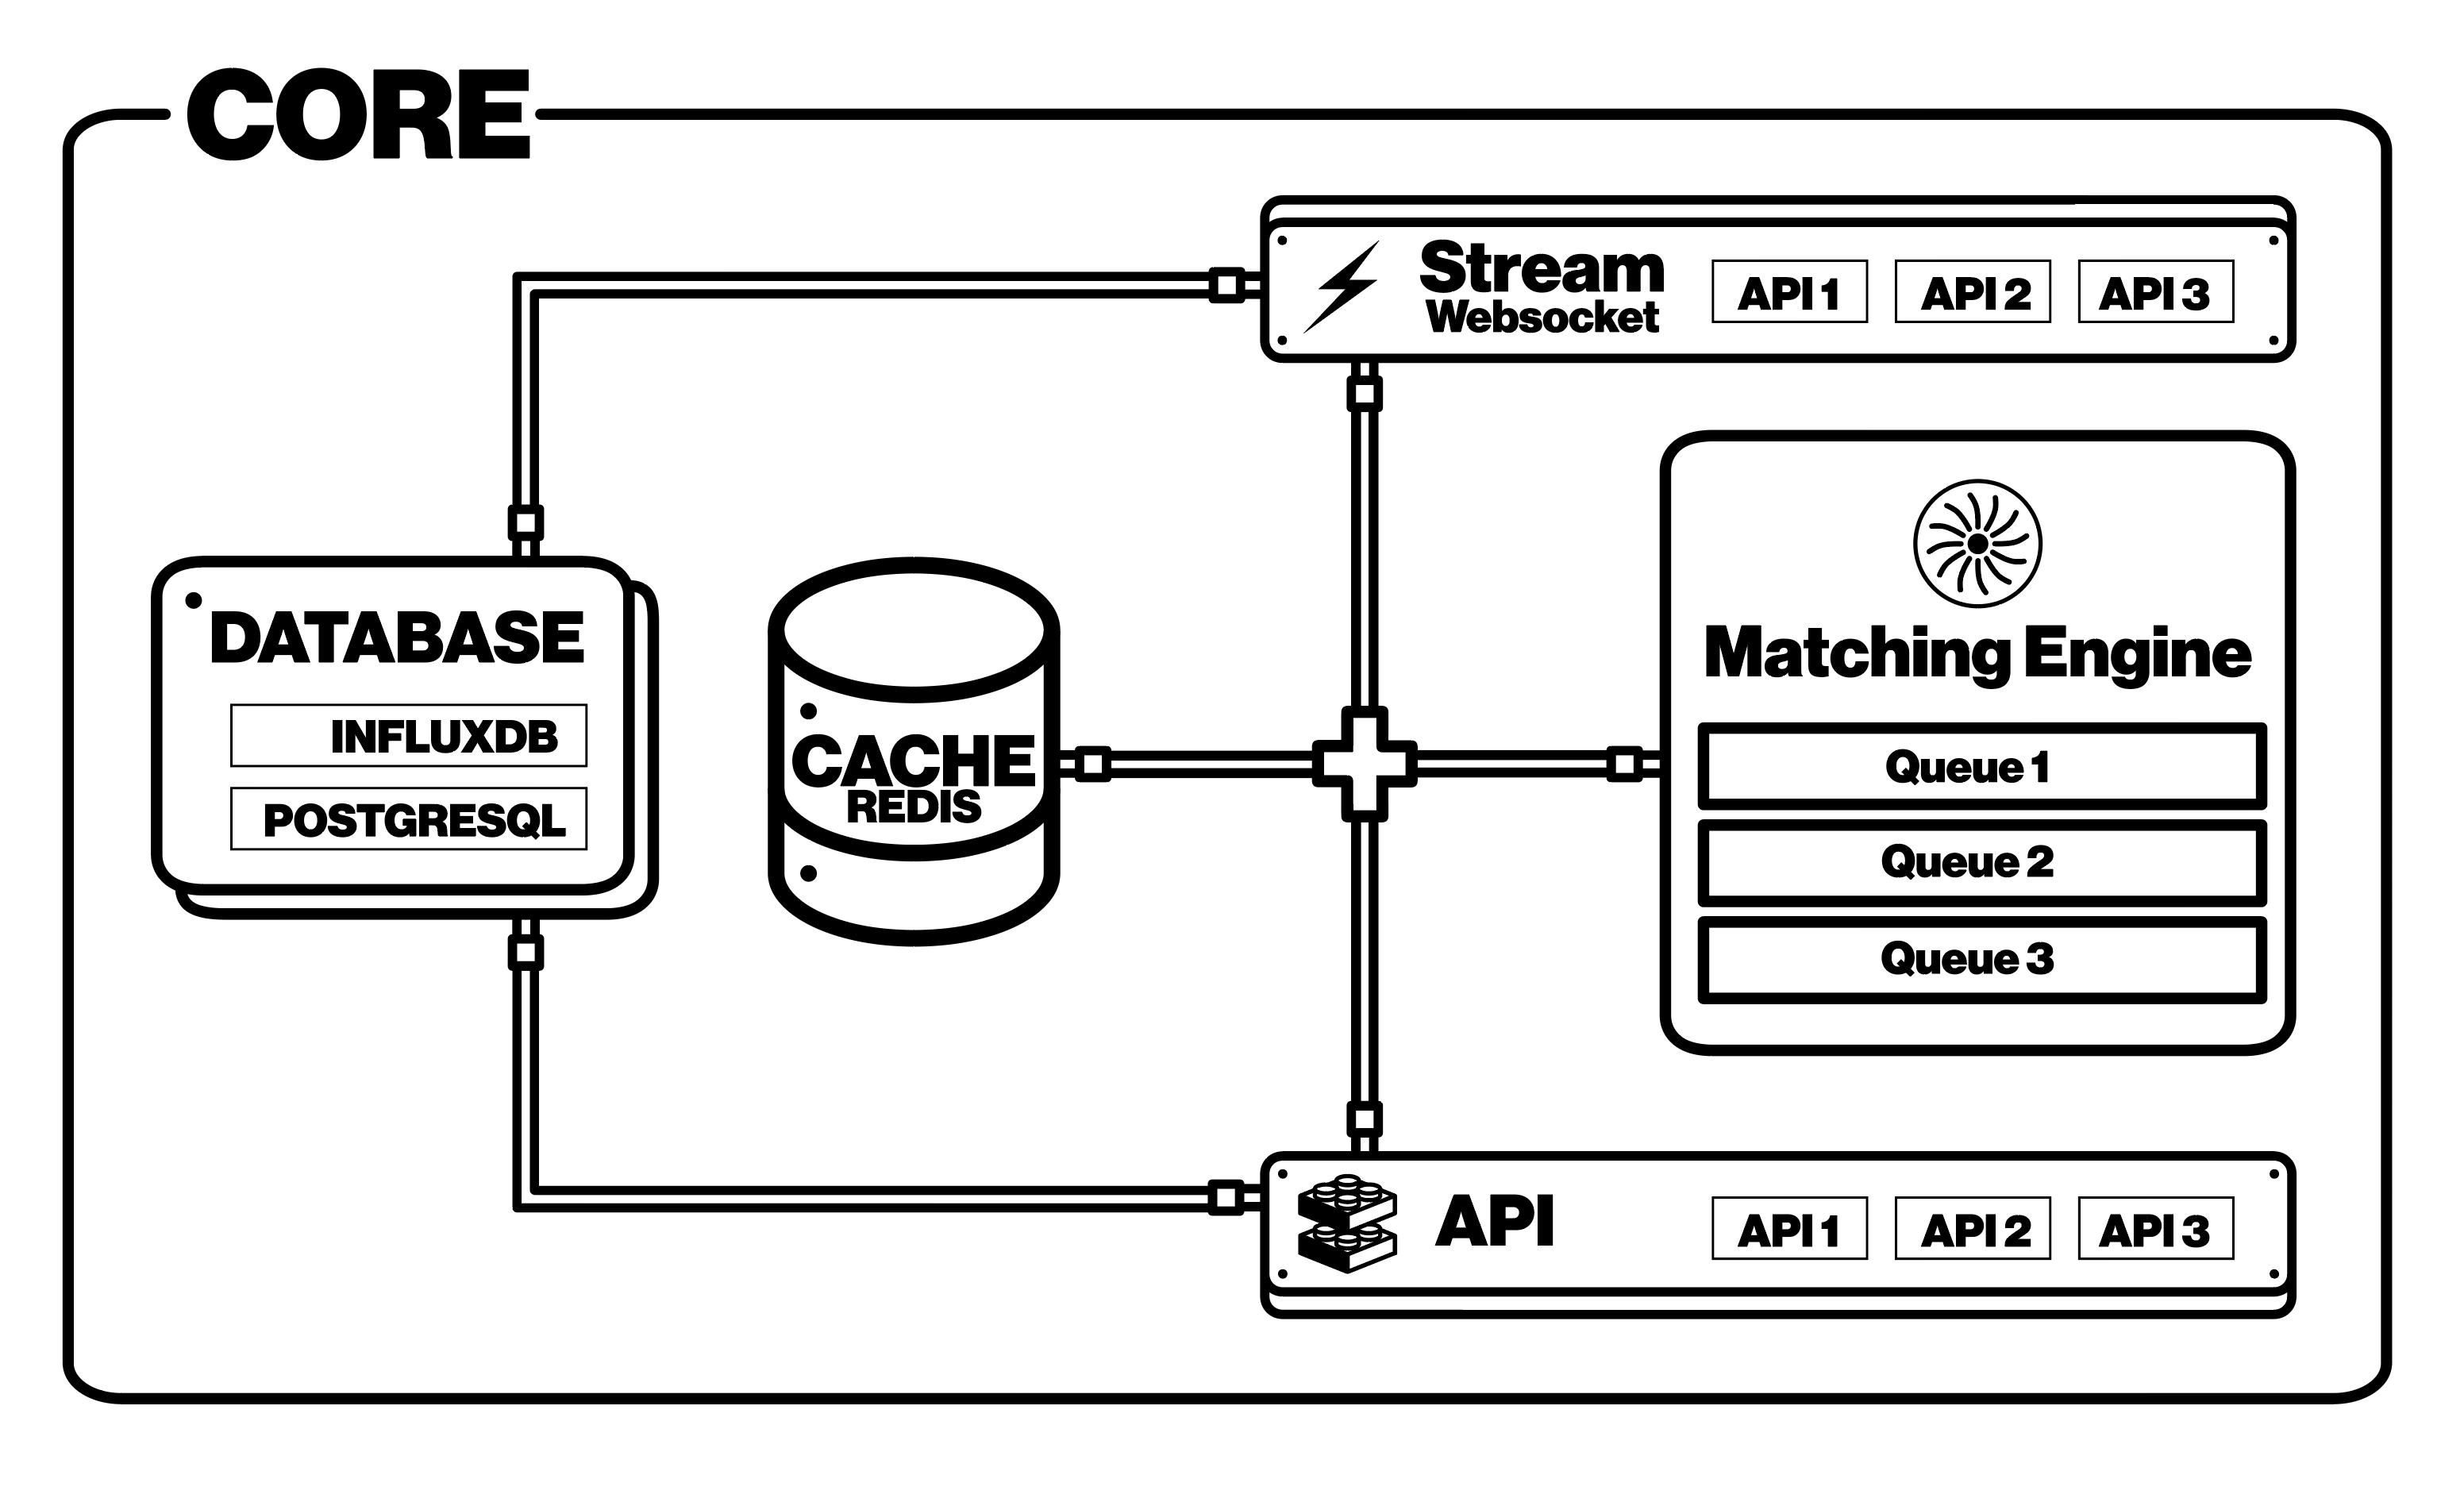 CORE
Stream
Websocket
API 1
API 2
API 3
DATABASE
INFLUXDB
POSTGRESQL
CACHE
REDIS
Matching Engine
Queue 1
Queue 2
Queue 3
API
API 1
API 2
API 3